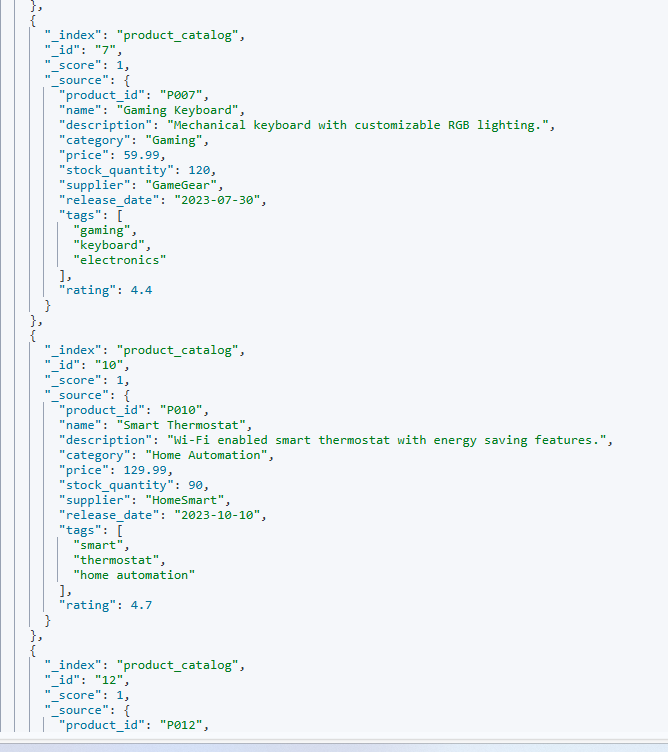 },
{
"_index": "product_catalog",
"_id": "7",
"_score": 1,
"_source": {
"product_id": "P007",
"name": "Gaming Keyboard",
"description": "Mechanical keyboard with customizable RGB lighting.",
"category": "Gaming",
"price": 59.99,
"stock_quantity": 120,
"supplier": "GameGear",
"release_date": "2023-07-30",
"tags": [
"gaming",
"keyboard",
"electronics"
],
"rating": 4.4
}
},
{
"_index": "product_catalog",
"_id": "10",
"_score": 1,
"_source": {
"product_id": "P010",
"name": "Smart Thermostat",
"description": "Wi-Fi enabled smart thermostat with energy saving features.",
"category": "Home Automation",
"price": 129.99,
"stock_quantity": 90,
"supplier": "HomeSmart",
"release_date": "2023-10-10",
"tags": [
"smart",
"thermostat",
"home automation"
],
"rating": 4.7
}
},
{
"_index": "product_catalog",
"_id": "12",
"_score": 1,
"_source": {
"product_id": "P012",